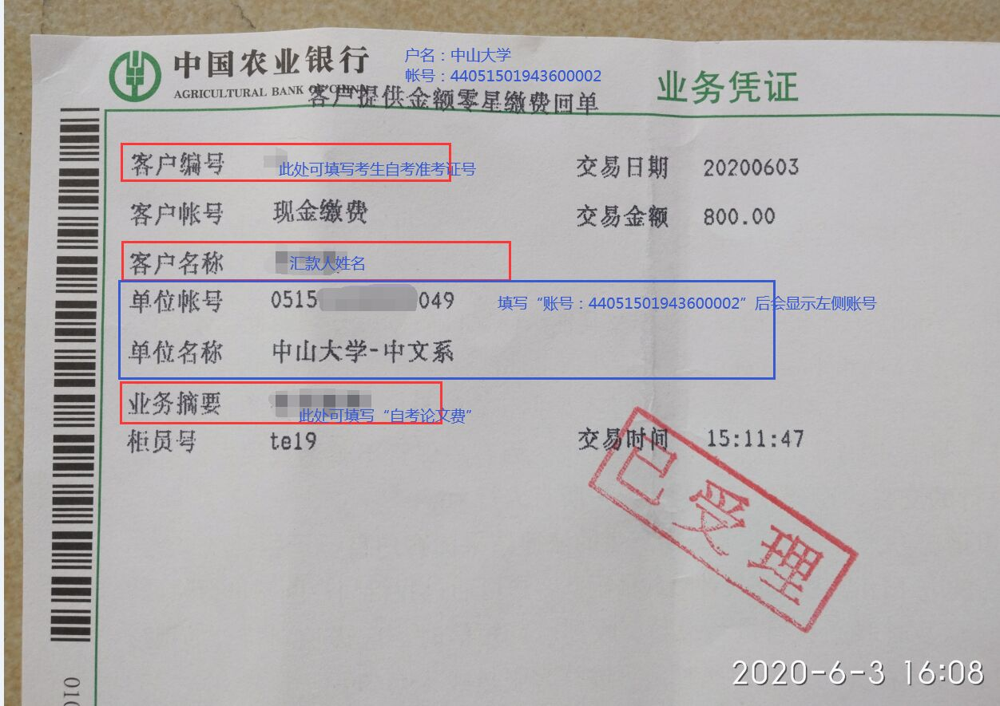 中国农业银行
AGRICULTURAL BANK OF CHINA
户名：中山大学
帐号：44051501943600002
客户提供金额零星缴费回单
业务凭证
客户编号 此处可填写考生自考准考证号
交易日期 20200603
客户帐号 现金缴费
交易金额 800.00
客户名称 汇款人姓名
单位帐号 0515 049 填写“账号：44051501943600002”后会显示左侧账号
单位名称 中山大学-中文系
业务摘要 此处可填写“自考论文费”
柜员号 te19
交易时间 15:11:47
已受理
010
2020-6-3 16:08